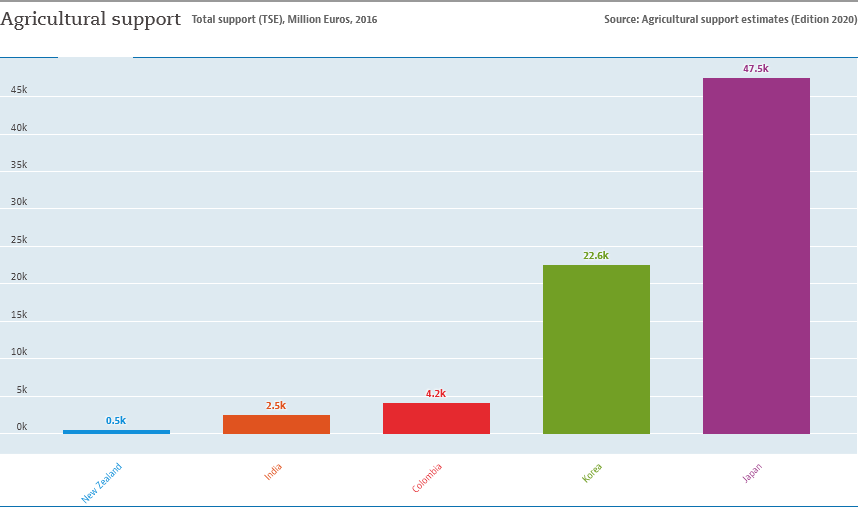 Agricultural support Total support (TSE), Million Euros, 2016 Source: Agricultural support estimates (Edition 2020)
47.5k
45k
40k
35k
30k
22.6k
25k
20k
15k
10k
4.2k
5k
2.5k
0.5k
0k
New Zealand India Colombia Korea Japan